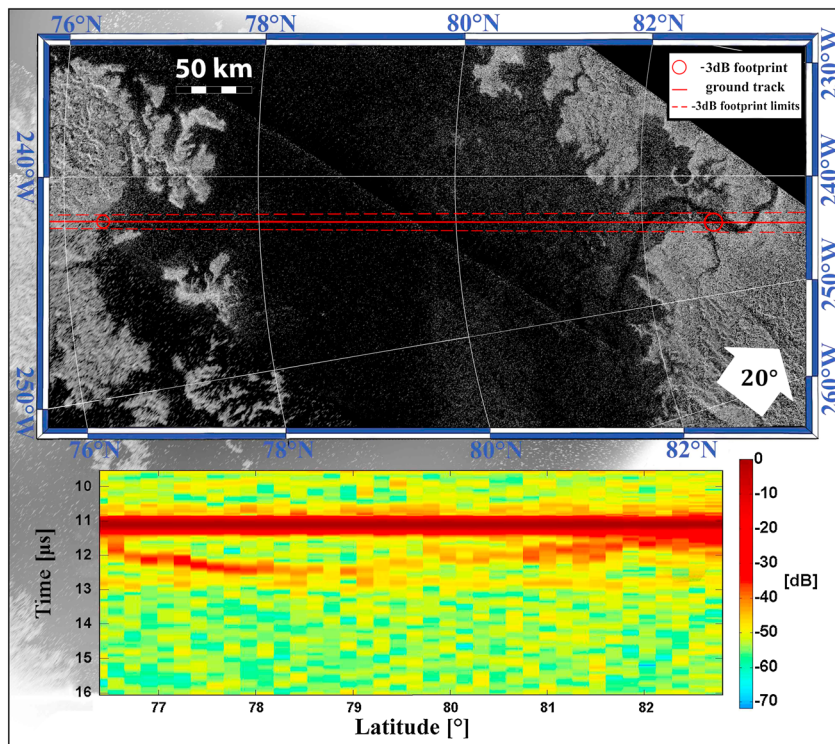 76°N 78°N 80°N 82°N
50 km
-3dB footprint
ground track
-3dB footprint limits
230°W
240°W 240°W
250°W
20°
250°W 260°W
76°N 78°N 80°N 82°N
Time [µs]
10
11
12
13
14
15
16
77 78 79 80 81 82
Latitude [°]
0
-10
-20
-30
[dB]
-40
-50
-60
-70